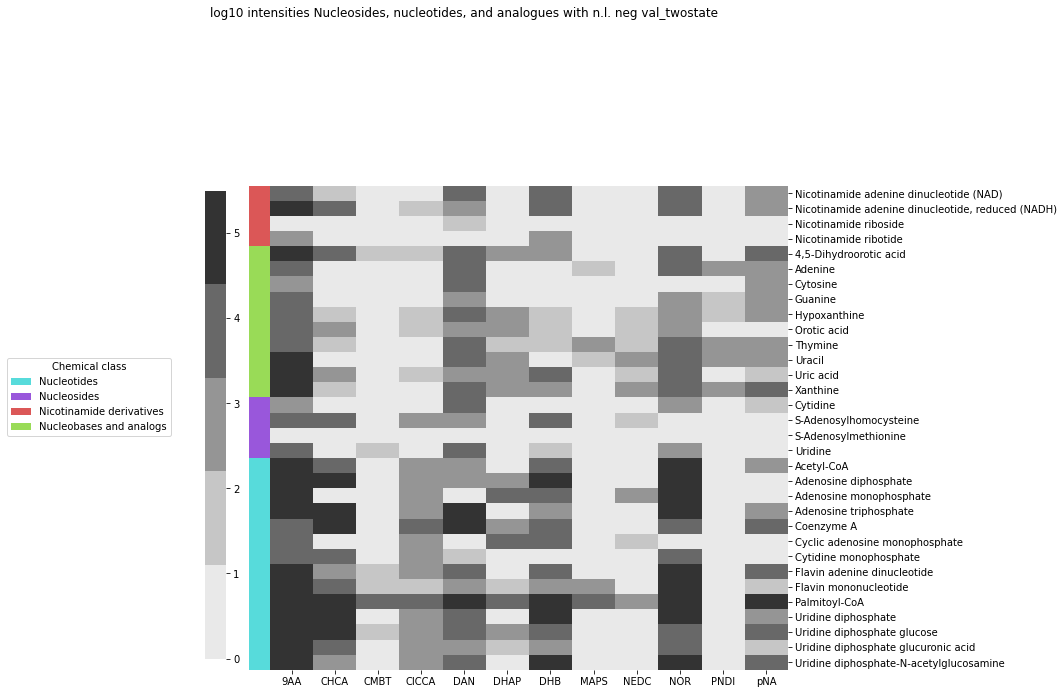 log10 intensities Nucleosides, nucleotides, and analogues with n.l. neg val_twostate
Chemical class
Nucleotides
Nucleosides
Nicotinamide derivatives
Nucleobases and analogs
5
4
3
2
1
0
Nicotinamide adenine dinucleotide (NAD)
Nicotinamide adenine dinucleotide, reduced (NADH)
Nicotinamide riboside
Nicotinamide ribotide
4,5-Dihydroorotic acid
Adenine
Cytosine
Guanine
Hypoxanthine
Orotic acid
Thymine
Uracil
Uric acid
Xanthine
Cytidine
S-Adenosylhomocysteine
S-Adenosylmethionine
Uridine
Acetyl-CoA
Adenosine diphosphate
Adenosine monophosphate
Adenosine triphosphate
Coenzyme A
Cyclic adenosine monophosphate
Cytidine monophosphate
Flavin adenine dinucleotide
Flavin mononucleotide
Palmitoyl-CoA
Uridine diphosphate
Uridine diphosphate glucose
Uridine diphosphate glucuronic acid
Uridine diphosphate-N-acetylglucosamine
9AA CHCA CMBT ClCCA DAN DHAP DHB MAPS NEDC NOR PNDI pNA